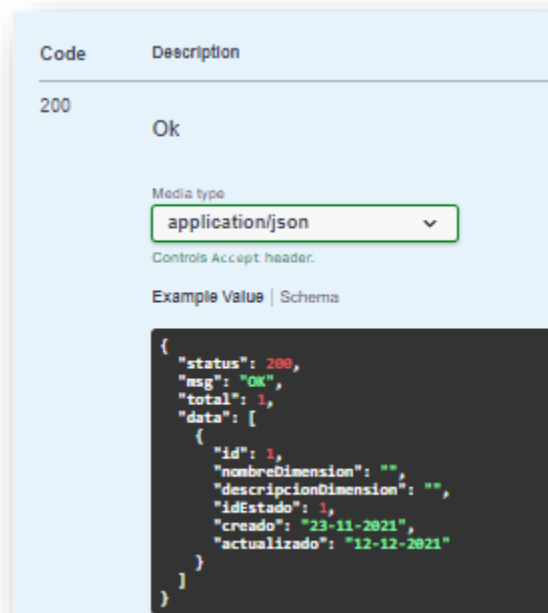 Code Description
200
Ok
Media type
application/json
Controls Accept header.
Example Value | Schema
{
"status": 200,
"msg": "OK",
"total": 1,
"data": [
{
"id": 1,
"nombreDimension": "",
"descripcionDimension": "",
"idEstado": 1,
"creado": "23-11-2021",
"actualizado": "12-12-2021"
}
]
}